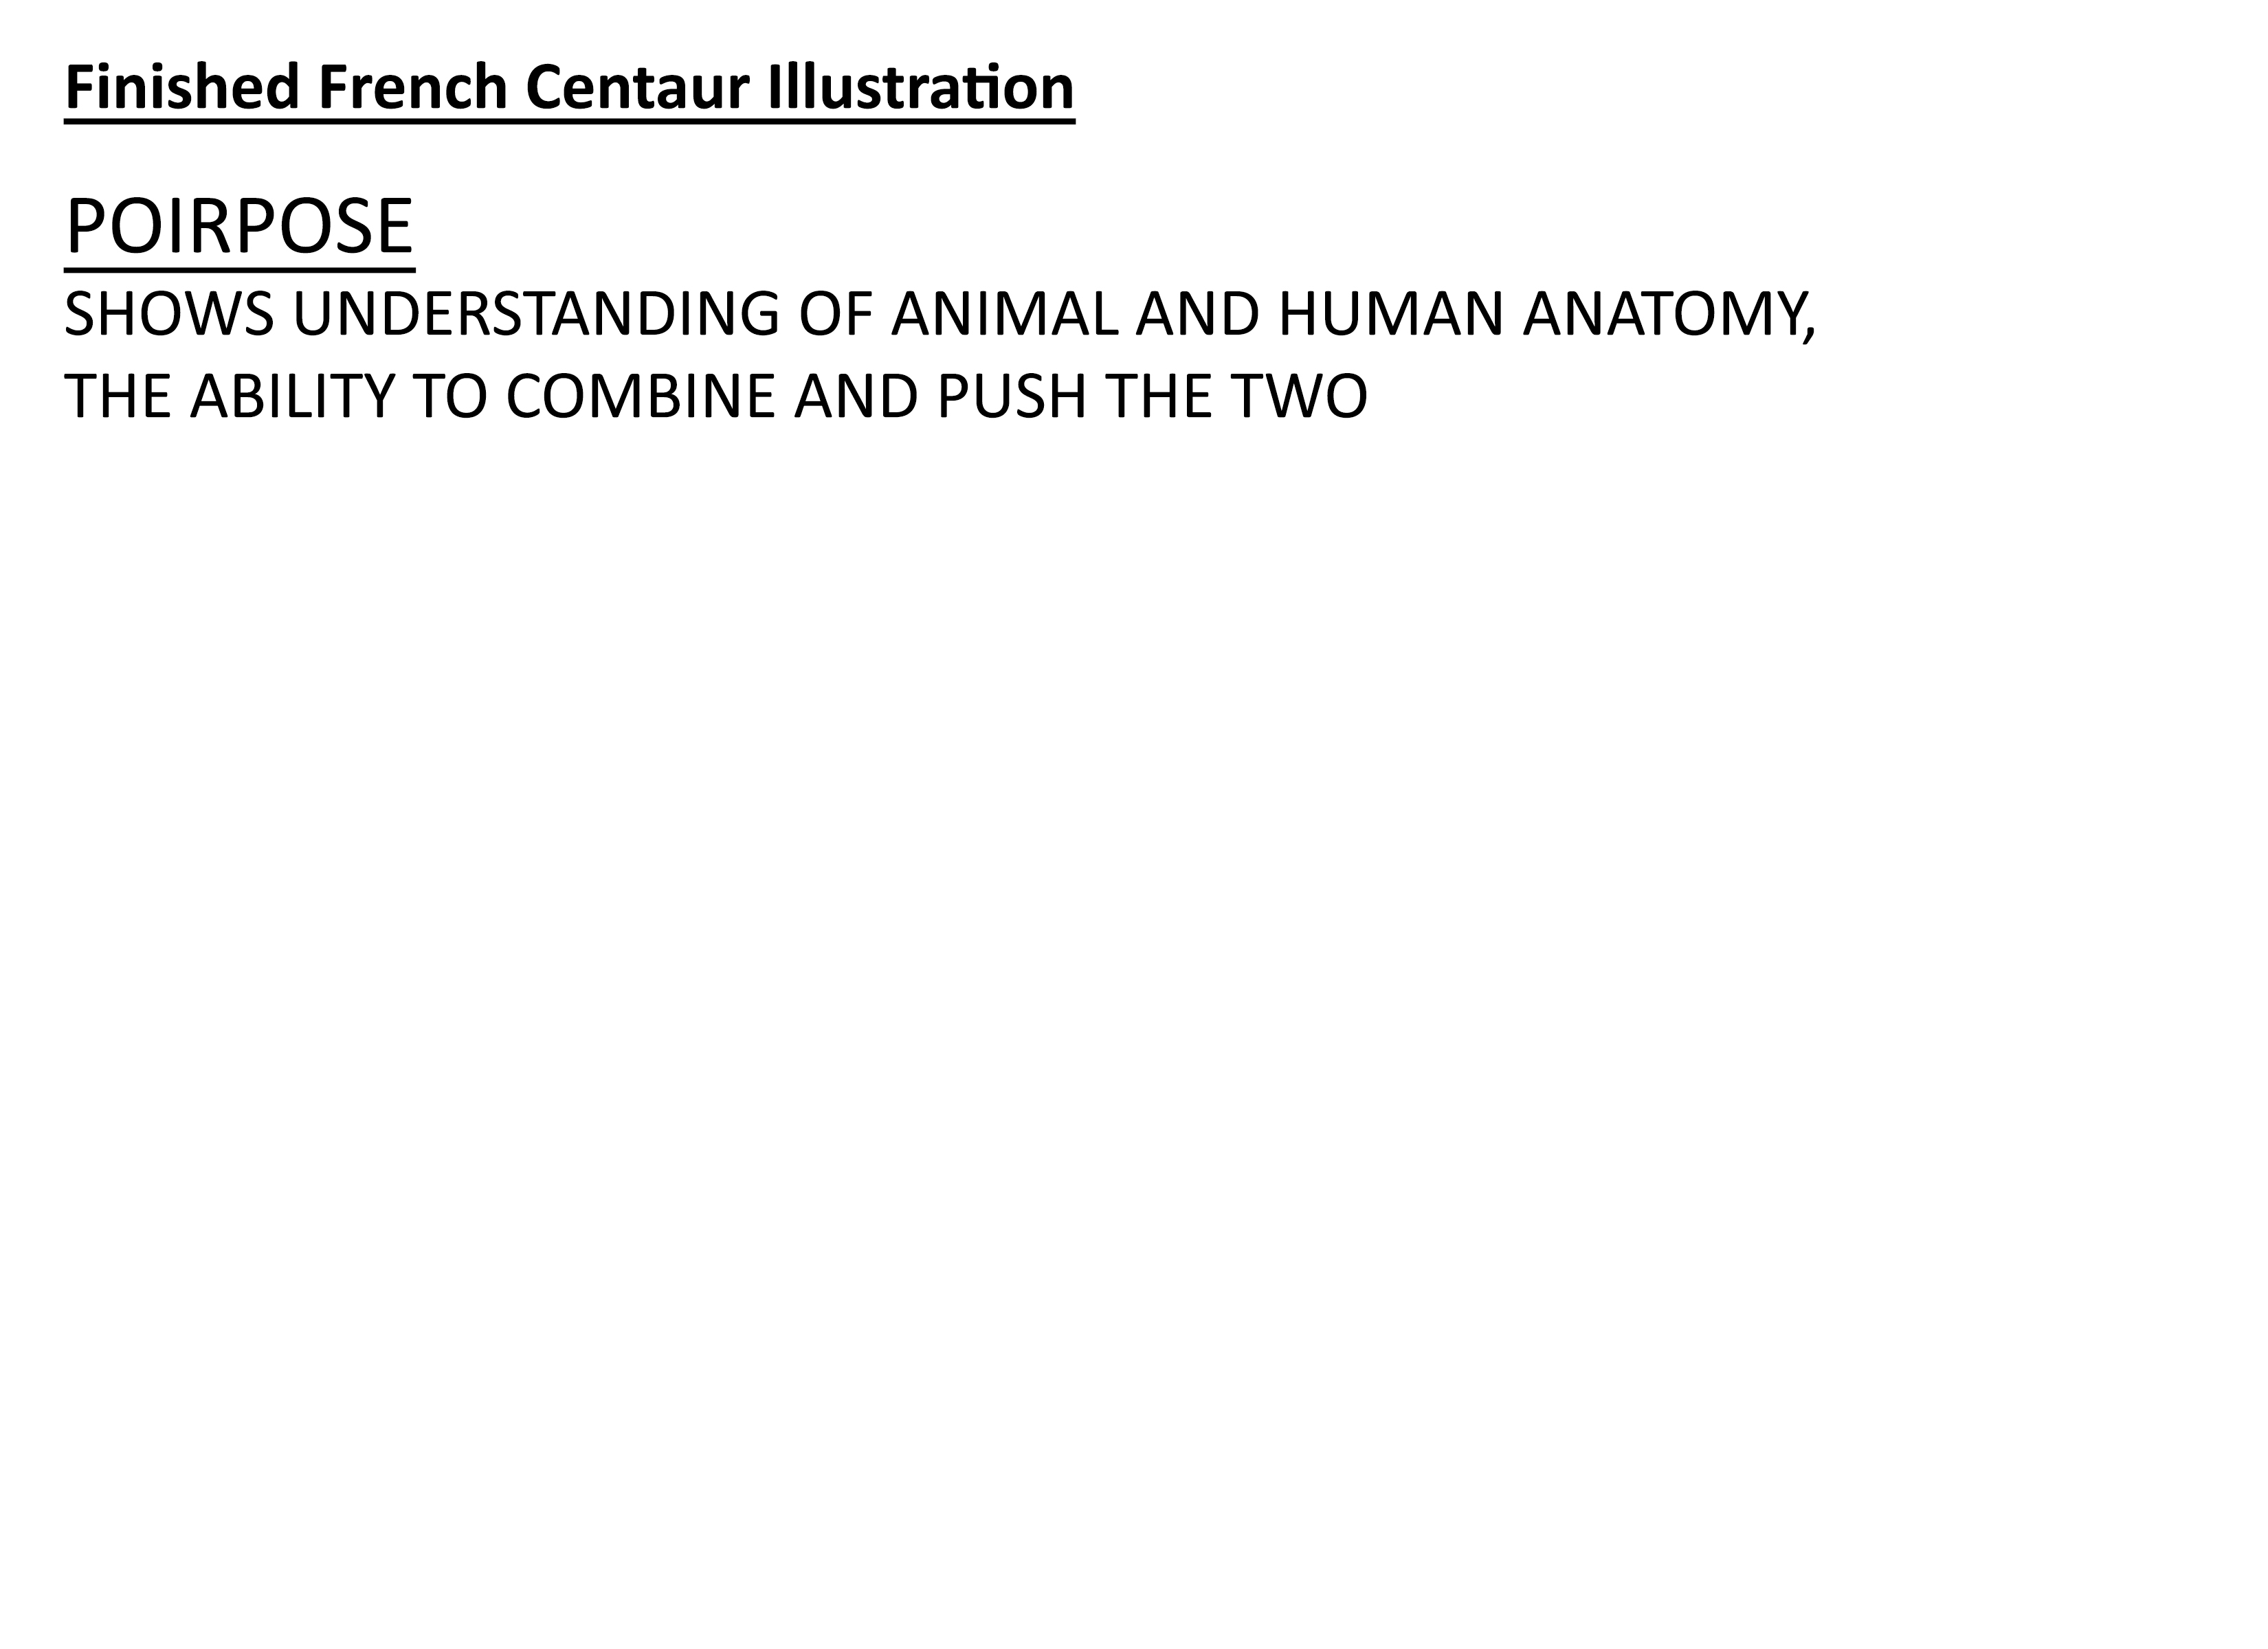 Finished French Centaur Illustration
POIRPOSE
SHOWS UNDERSTANDING OF ANIMAL AND HUMAN ANATOMY,
THE ABILITY TO COMBINE AND PUSH THE TWO